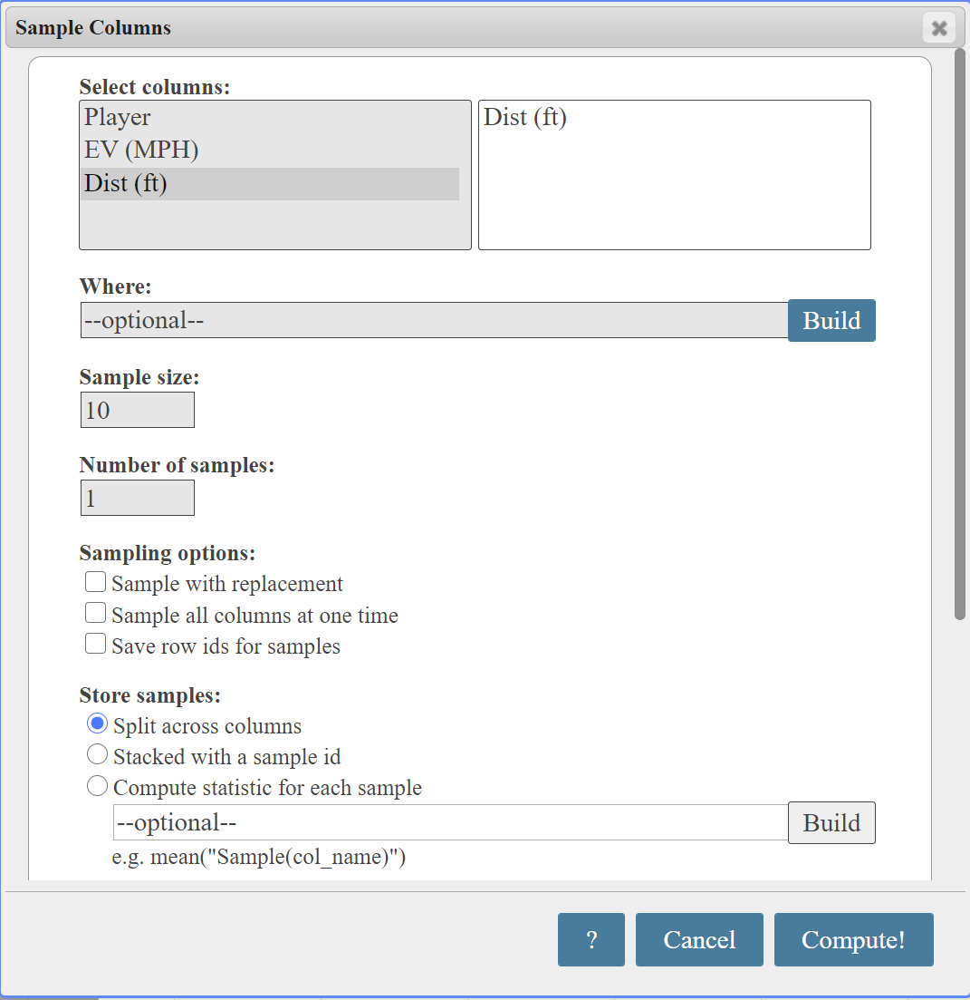 Sample Columns
Select columns:
Player
EV (MPH)
Dist (ft)
Dist (ft)
Where:
--optional--
Build
Sample size:
10
Number of samples:
1
Sampling options:
Sample with replacement
Sample all columns at one time
Save row ids for samples
Store samples:
Split across columns
Stacked with a sample id
Compute statistic for each sample
--optional--
Build
e.g. mean("Sample(col_name)")
?
Cancel
Compute!